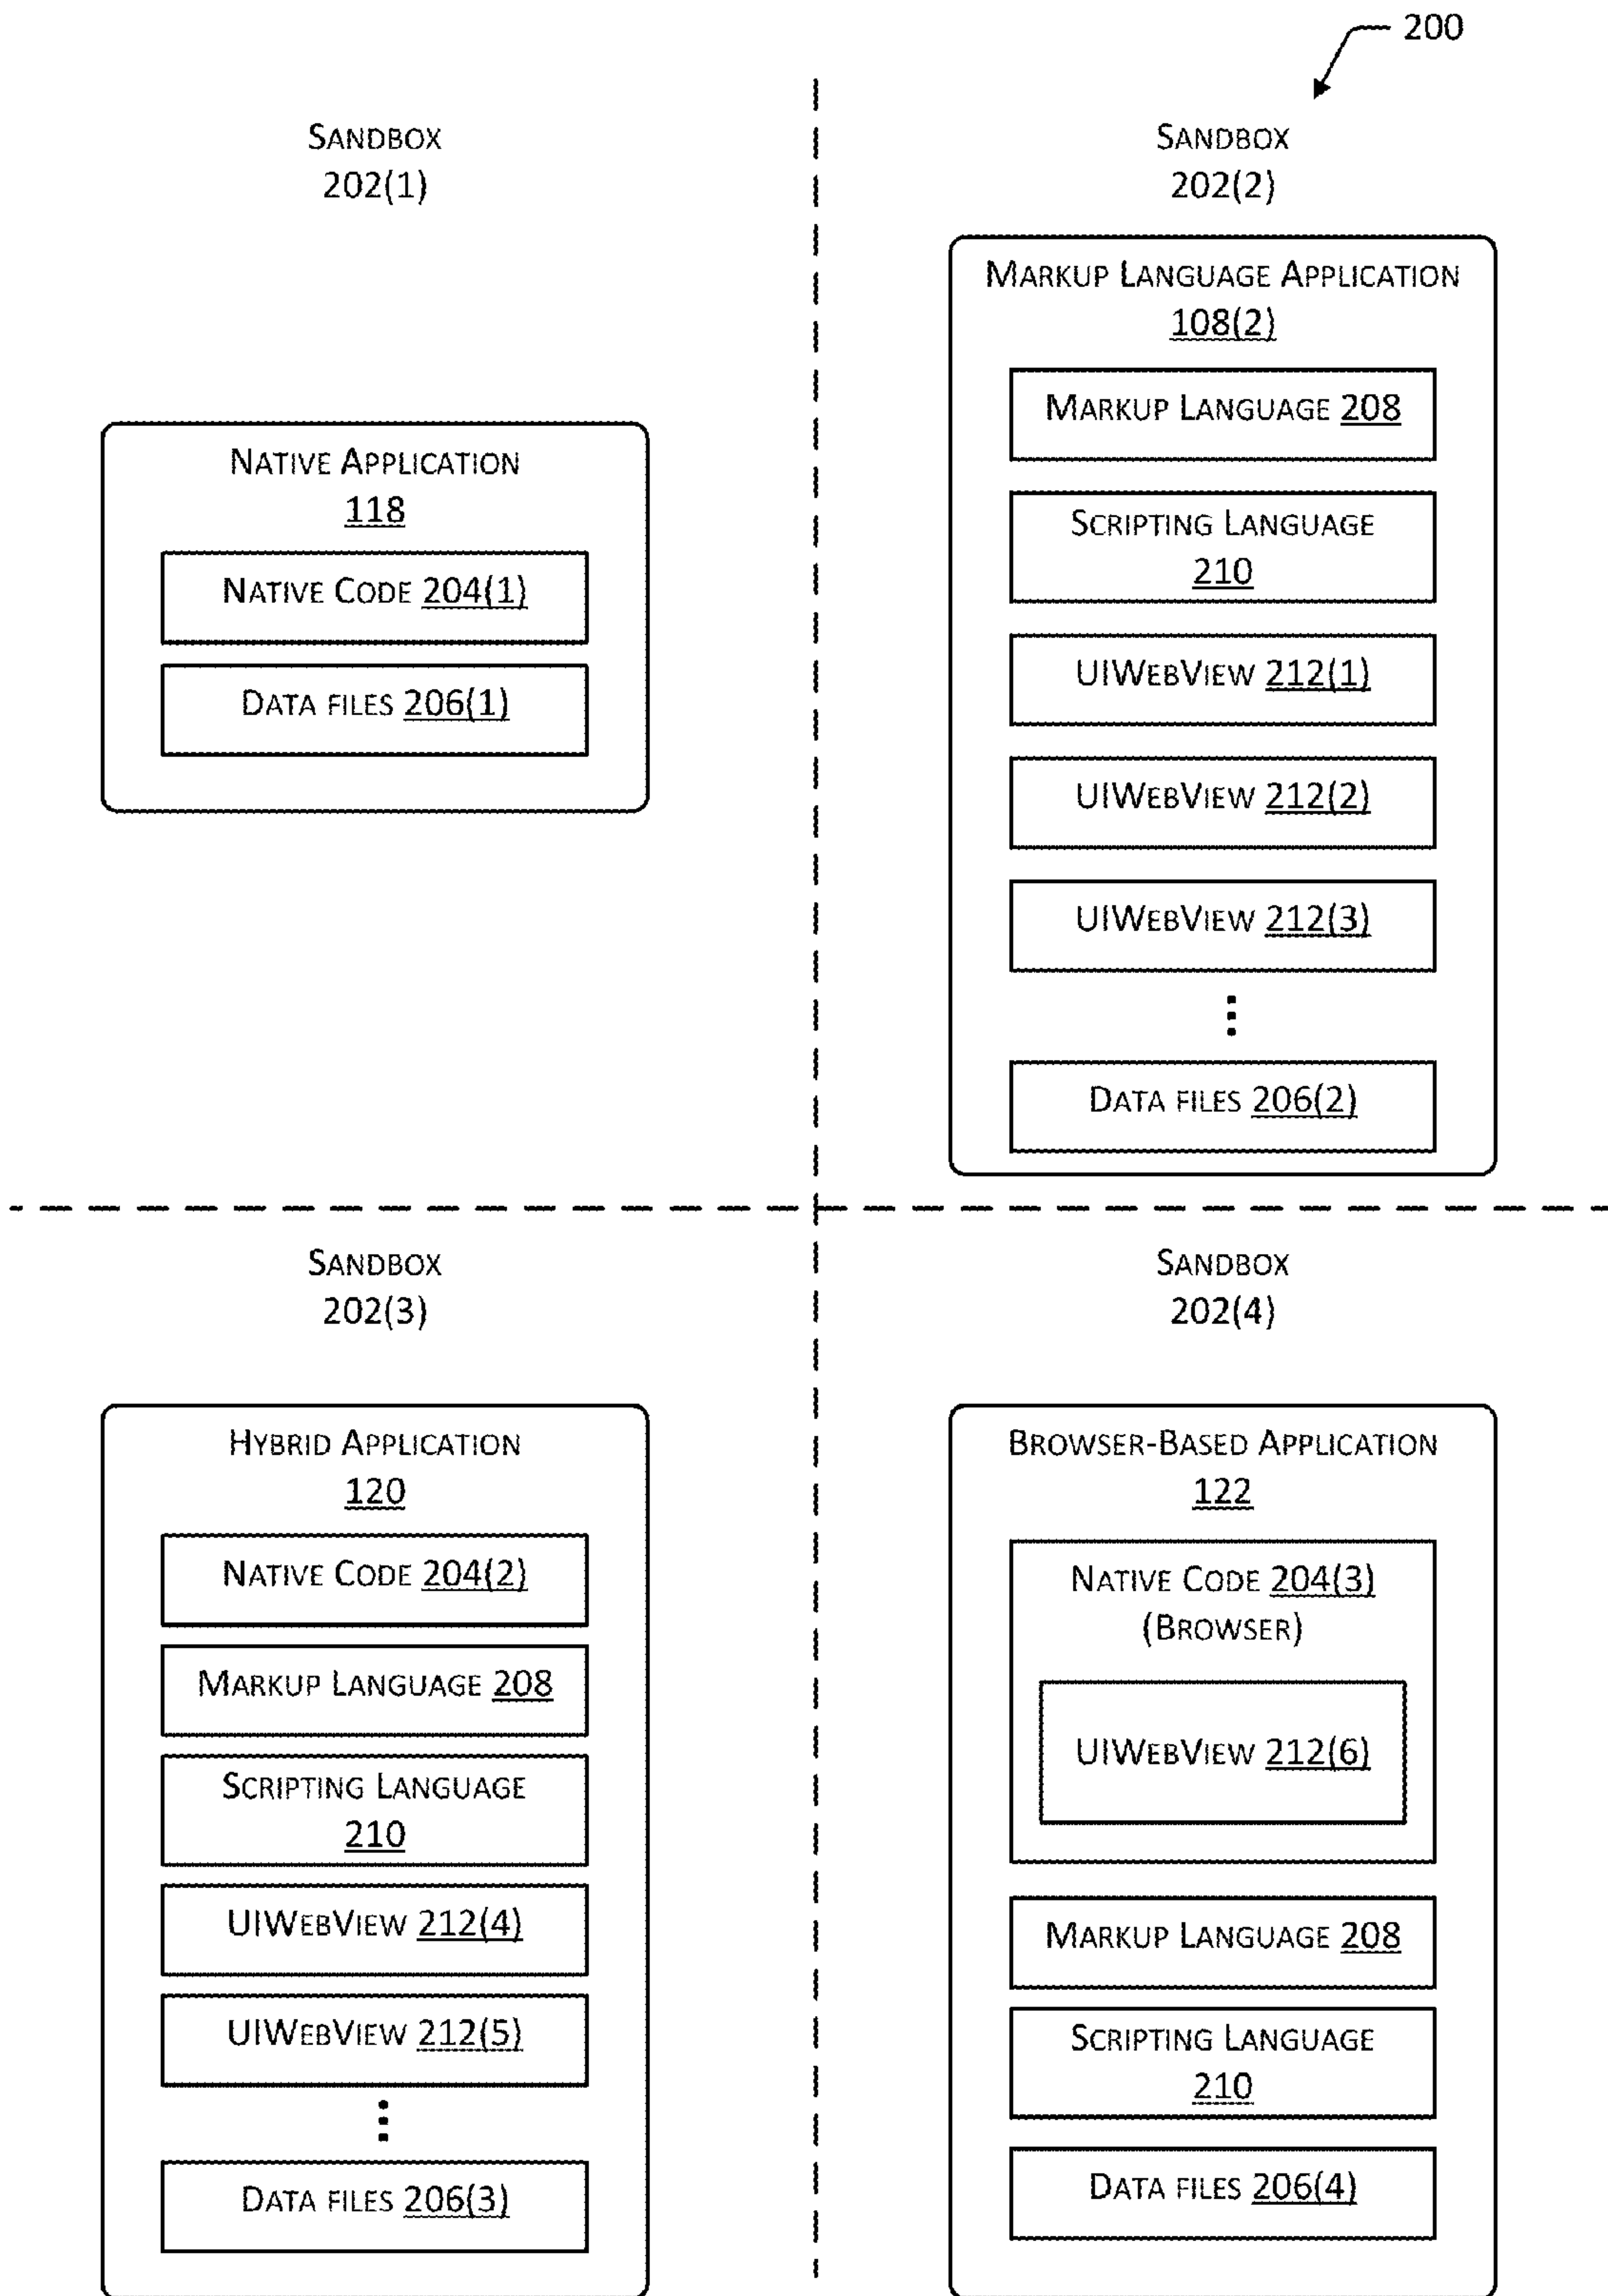 200
Sandbox
202(1)
Native Application
118
Native Code 204(1)
Data files 206(1)
Sandbox
202(2)
Markup Language Application
108(2)
Markup Language 208
Scripting Language
210
UIWebView 212(1)
UIWebView 212(2)
UIWebView 212(3)
Data files 206(2)
Sandbox
202(3)
Hybrid Application
120
Native Code 204(2)
Markup Language 208
Scripting Language
210
UIWebView 212(4)
UIWebView 212(5)
Data files 206(3)
Sandbox
202(4)
Browser-Based Application
122
Native Code 204(3)
(Browser)
UIWebView 212(6)
Markup Language 208
Scripting Language
210
Data files 206(4)